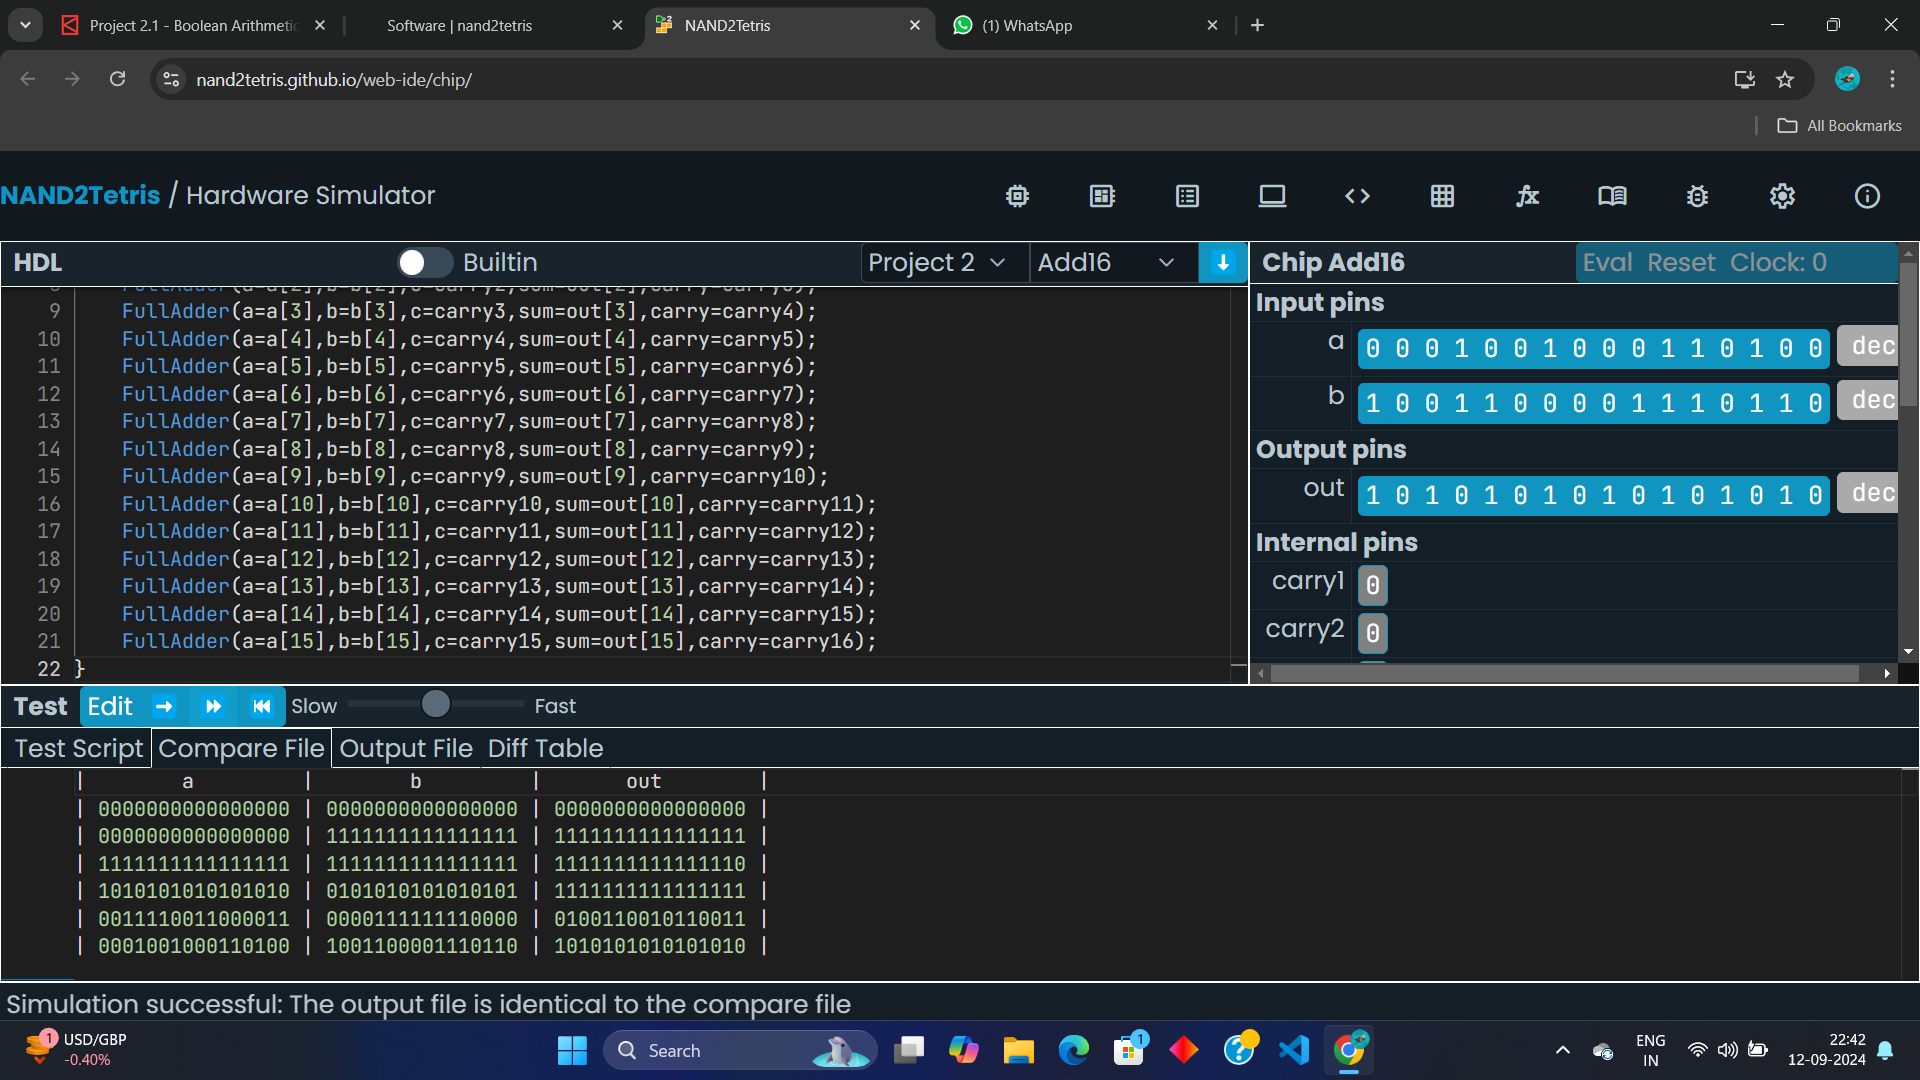 Project 2.1 - Boolean Arithmetic
Software | nand2tetris
NAND2Tetris
(1) WhatsApp
nand2tetris.github.io/web-ide/chip/
All Bookmarks
NAND2Tetris / Hardware Simulator
HDL
Builtin
Project 2
Add16
Chip Add16
Eval Reset Clock: 0
9 FullAdder(a=a[3],b=b[3],c=carry3,sum=out[3],carry=carry4);
10 FullAdder(a=a[4],b=b[4],c=carry4,sum=out[4],carry=carry5);
11 FullAdder(a=a[5],b=b[5],c=carry5,sum=out[5],carry=carry6);
12 FullAdder(a=a[6],b=b[6],c=carry6,sum=out[6],carry=carry7);
13 FullAdder(a=a[7],b=b[7],c=carry7,sum=out[7],carry=carry8);
14 FullAdder(a=a[8],b=b[8],c=carry8,sum=out[8],carry=carry9);
15 FullAdder(a=a[9],b=b[9],c=carry9,sum=out[9],carry=carry10);
16 FullAdder(a=a[10],b=b[10],c=carry10,sum=out[10],carry=carry11);
17 FullAdder(a=a[11],b=b[11],c=carry11,sum=out[11],carry=carry12);
18 FullAdder(a=a[12],b=b[12],c=carry12,sum=out[12],carry=carry13);
19 FullAdder(a=a[13],b=b[13],c=carry13,sum=out[13],carry=carry14);
20 FullAdder(a=a[14],b=b[14],c=carry14,sum=out[14],carry=carry15);
21 FullAdder(a=a[15],b=b[15],c=carry15,sum=out[15],carry=carry16);
22 }
Input pins
a 0 0 0 1 0 0 1 0 0 0 1 1 0 1 0 0 dec
b 1 0 0 1 1 0 0 0 0 1 1 1 0 1 1 0 dec
Output pins
out 1 0 1 0 1 0 1 0 1 0 1 0 1 0 1 0 dec
Internal pins
carry1 0
carry2 0
Test Edit Slow Fast
Test Script Compare File Output File Diff Table
| a | b | out |
| 0000000000000000 | 0000000000000000 | 0000000000000000 |
| 0000000000000000 | 1111111111111111 | 1111111111111111 |
| 1111111111111111 | 1111111111111111 | 1111111111111110 |
| 1010101010101010 | 0101010101010101 | 1111111111111111 |
| 0011110011000011 | 0000111111110000 | 0100110010110011 |
| 0001001000110100 | 1001100001110110 | 1010101010101010 |
Simulation successful: The output file is identical to the compare file
1
USD/GBP
-0.40%
Search
1
ENG
IN
22:42
12-09-2024